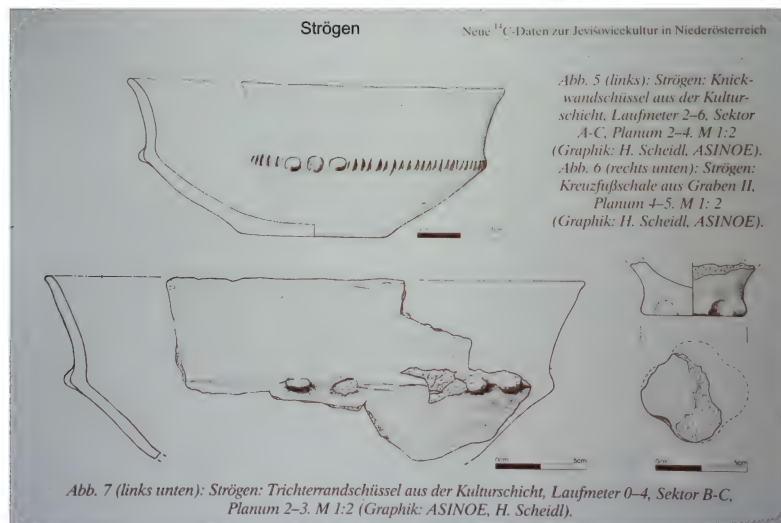 Strögen
Neue ¹⁴C-Daten zur Jevišovicekultur in Niederösterreich
Abb. 5 (links): Strögen: Knick-
wandschüssel aus der Kultur-
schicht, Laufmeter 2–6, Sektor
A-C, Planum 2–4. M 1:2
(Graphik: H. Scheidl, ASINOE).
Abb. 6 (rechts unten): Strögen:
Kreuzfußschale aus Graben II,
Planum 4–5. M 1: 2
(Graphik: H. Scheidl, ASINOE).
0cm 5cm
0cm 5cm
Abb. 7 (links unten): Strögen: Trichterrandschüssel aus der Kulturschicht, Laufmeter 0–4, Sektor B-C,
Planum 2–3. M 1:2 (Graphik: ASINOE, H. Scheidl).